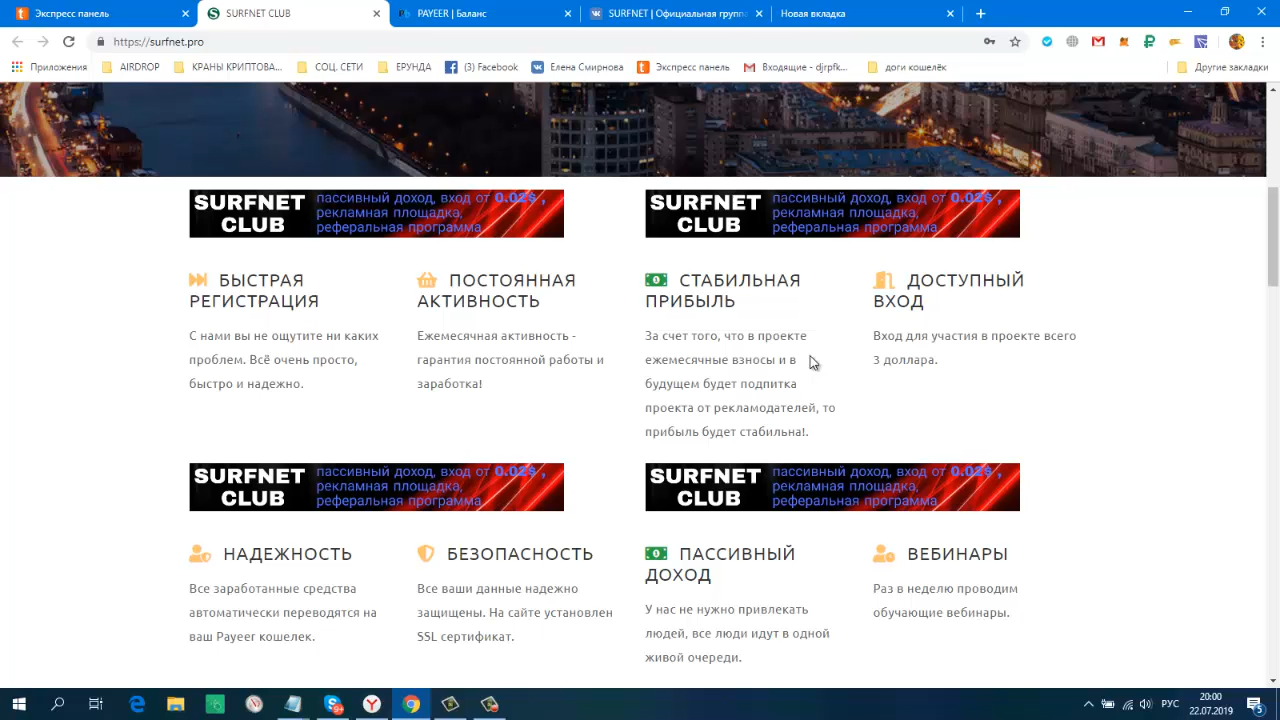 Экспресс панель
SURFNET CLUB
PAYEER | Баланс
SURFNET | Официальная группа
Новая вкладка
https://surfnet.pro
Приложения
AIRDROP
КРАНЫ КРИПТОВА...
СОЦ. СЕТИ
ЕРУНДА
(3) Facebook
Елена Смирнова
Экспресс панель
Входящие - djrpfk...
доги кошелёк
Другие закладки
SURFNET CLUB
пассивный доход, вход от 0.02$ ,
рекламная площадка,
реферальная программа
SURFNET CLUB
пассивный доход, вход от 0.02$ ,
рекламная площадка,
реферальная программа
БЫСТРАЯ
РЕГИСТРАЦИЯ
С нами вы не ощутите ни каких
проблем. Всё очень просто,
быстро и надежно.
ПОСТОЯННАЯ
АКТИВНОСТЬ
Ежемесячная активность -
гарантия постоянной работы и
заработка!
СТАБИЛЬНАЯ
ПРИБЫЛЬ
За счет того, что в проекте
ежемесячные взносы и в
будущем будет подпитка
проекта от рекламодателей, то
прибыль будет стабильна!.
ДОСТУПНЫЙ
ВХОД
Вход для участия в проекте всего
3 доллара.
SURFNET CLUB
пассивный доход, вход от 0.02$ ,
рекламная площадка,
реферальная программа
SURFNET CLUB
пассивный доход, вход от 0.02$ ,
рекламная площадка,
реферальная программа
НАДЕЖНОСТЬ
Все заработанные средства
автоматически переводятся на
ваш Payeer кошелек.
БЕЗОПАСНОСТЬ
Все ваши данные надежно
защищены. На сайте установлен
SSL сертификат.
ПАССИВНЫЙ
ДОХОД
У нас не нужно привлекать
людей, все люди идут в одной
живой очереди.
ВЕБИНАРЫ
Раз в неделю проводим
обучающие вебинары.
РУС
20:00
22.07.2019